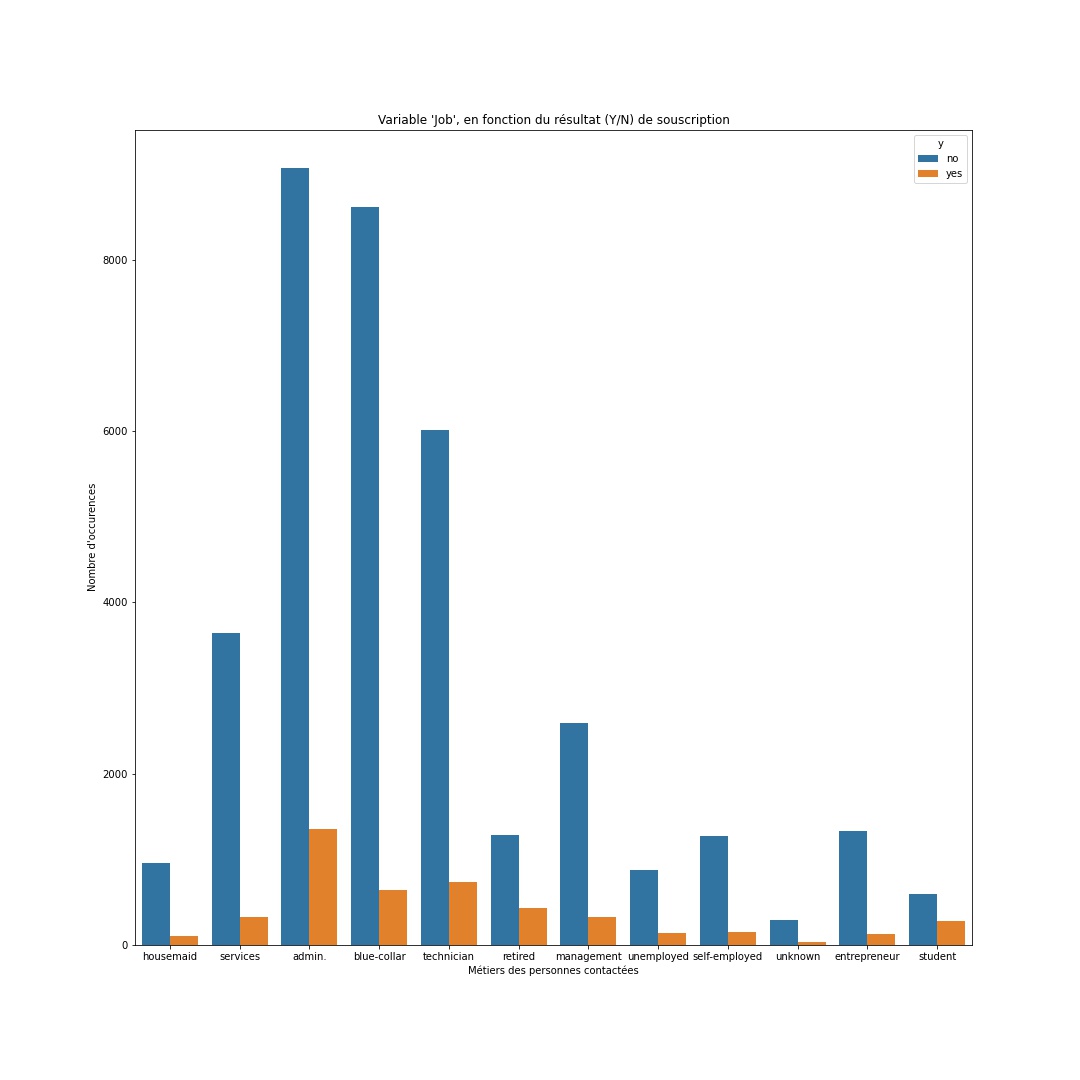 Variable 'Job', en fonction du résultat (Y/N) de souscription
y
no
yes
8000
6000
4000
2000
0
Nombre d'occurences
housemaid services admin. blue-collar technician retired management unemployed self-employed unknown entrepreneur student
Métiers des personnes contactées